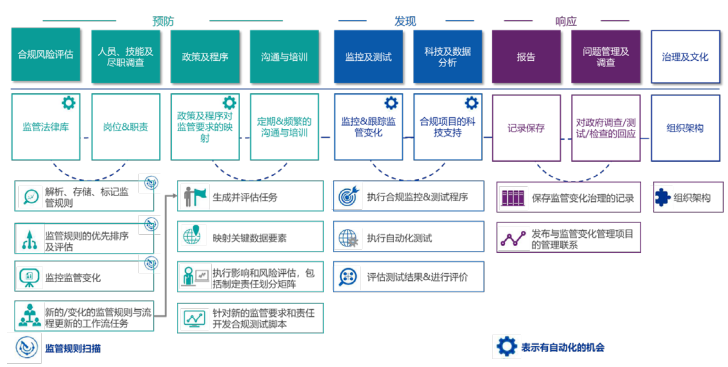 预防
发现
响应
合规风险评估
人员、技能及
尽职调查
政策及程序
沟通与培训
监控及测试
科技及数据
分析
报告
问题管理及
调查
治理及文化
监管法律库
岗位&职责
政策及程序对
监管要求的映
射
定期&频繁的
沟通与培训
监控&跟踪监
管变化
合规项目的科
技支持
记录保存
对政府调查/测
试/检查的回应
组织架构
解析、存储、标记监
管规则
监管规则的优先排序
及评估
监控监管变化
新的/变化的监管规则与流
程更新的工作流任务
生成并评估任务
映射关键数据要素
执行影响和风险评估，包
括制定责任划分矩阵
针对新的监管要求和责任
开发合规测试脚本
执行合规监控&测试程序
执行自动化测试
评估测试结果&进行评价
保存监管变化治理的记录
发布与监管变化管理项目
的管理联系
组织架构
监管规则扫描
表示有自动化的机会